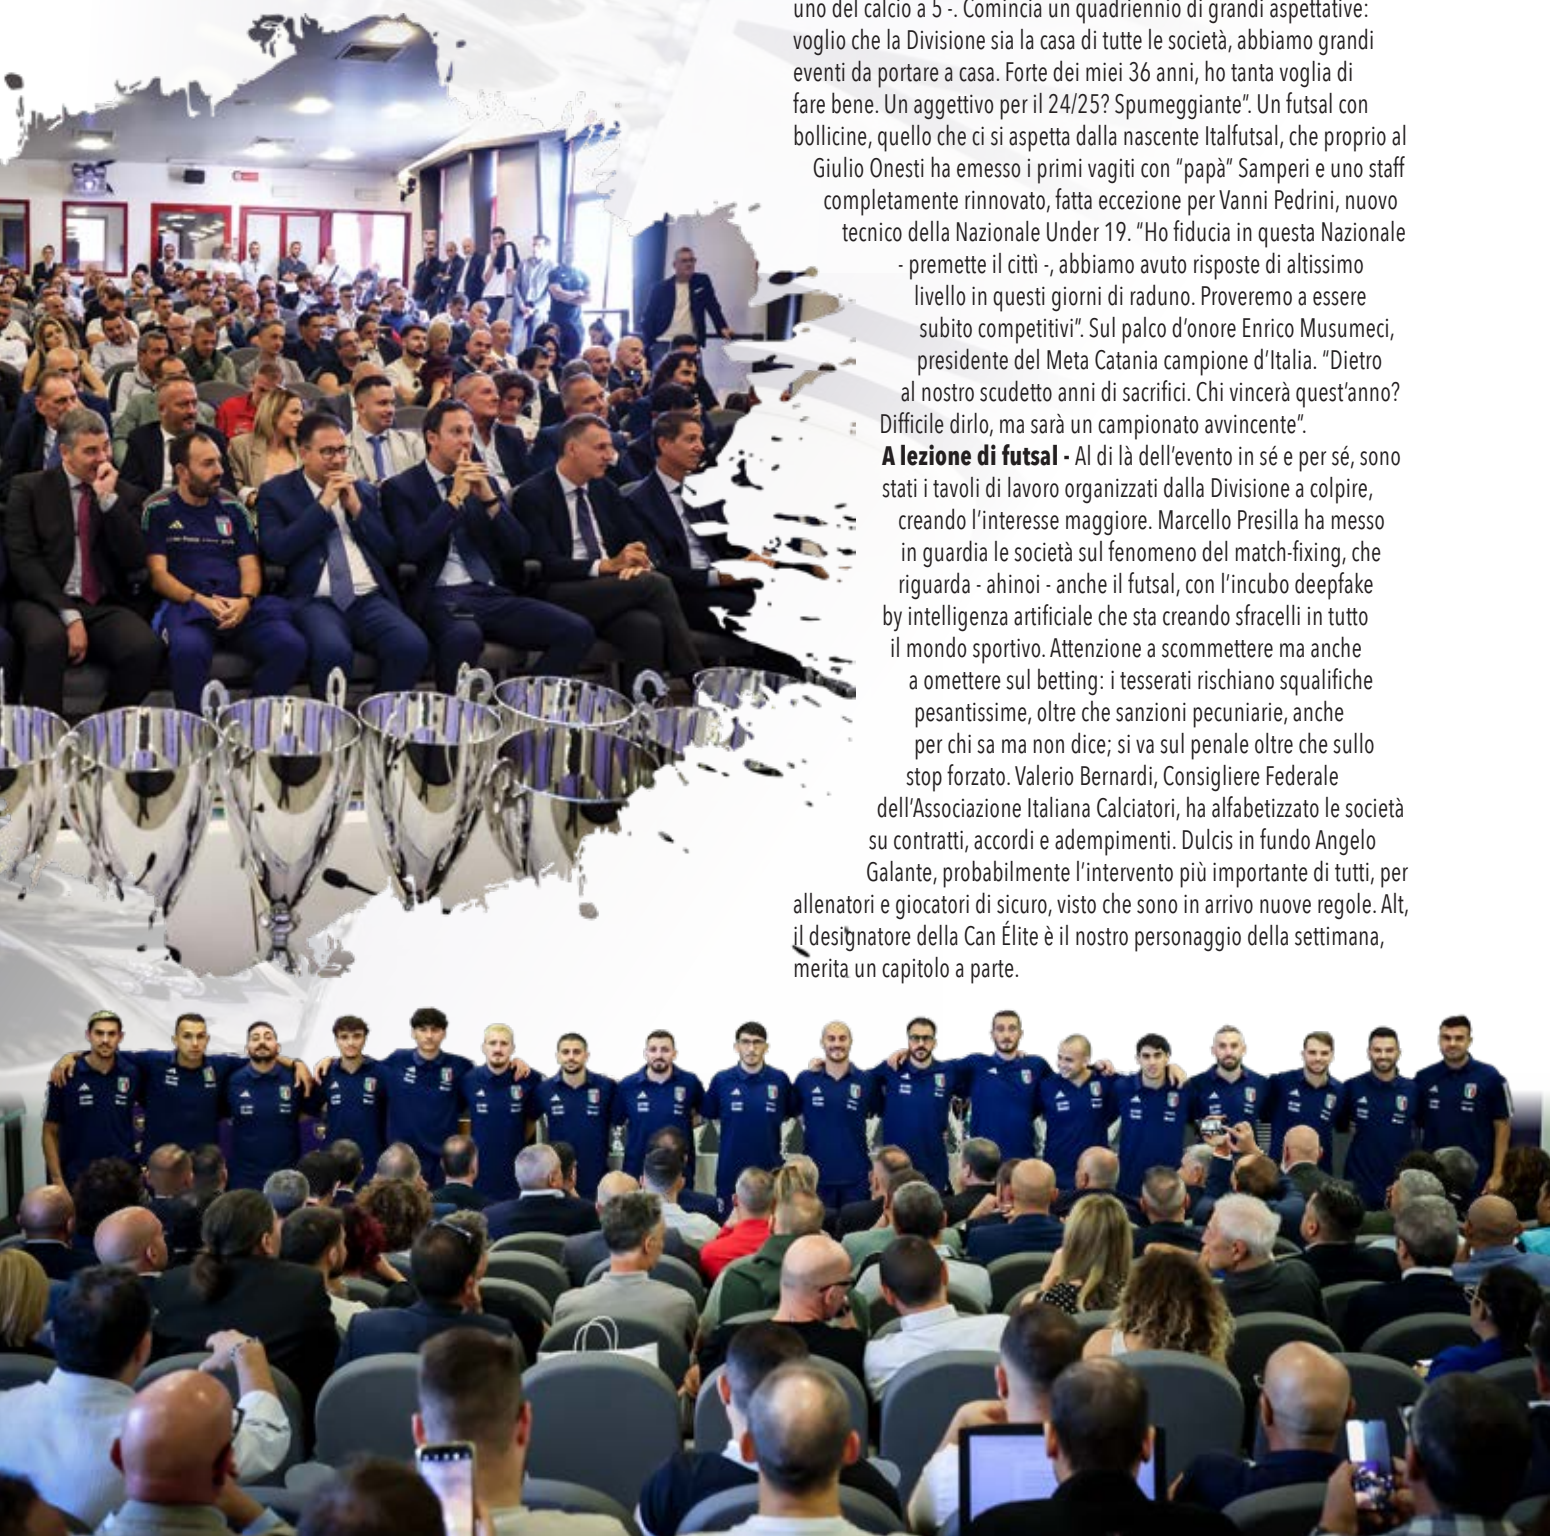 uno del calcio a 5 -. Comincia un quadriennio di grandi aspettative:
voglio che la Divisione sia la casa di tutte le società, abbiamo grandi
eventi da portare a casa. Forte dei miei 36 anni, ho tanta voglia di
fare bene. Un aggettivo per il 24/25? Spumeggiante”. Un futsal con
bollicine, quello che ci si aspetta dalla nascente Italfutsal, che proprio al
Giulio Onesti ha emesso i primi vagiti con “papà” Samperi e uno staff
completamente rinnovato, fatta eccezione per Vanni Pedrini, nuovo
tecnico della Nazionale Under 19. “Ho fiducia in questa Nazionale
- premette il cittì -, abbiamo avuto risposte di altissimo
livello in questi giorni di raduno. Proveremo a essere
subito competitivi”. Sul palco d’onore Enrico Musumeci,
presidente del Meta Catania campione d’Italia. “Dietro
al nostro scudetto anni di sacrifici. Chi vincerà quest’anno?
Difficile dirlo, ma sarà un campionato avvincente”.
A lezione di futsal - Al di là dell’evento in sé e per sé, sono
stati i tavoli di lavoro organizzati dalla Divisione a colpire,
creando l’interesse maggiore. Marcello Presilla ha messo
in guardia le società sul fenomeno del match-fixing, che
riguarda - ahinoi - anche il futsal, con l’incubo deepfake
by intelligenza artificiale che sta creando sfracelli in tutto
il mondo sportivo. Attenzione a scommettere ma anche
a omettere sul betting: i tesserati rischiano squalifiche
pesantissime, oltre che sanzioni pecuniarie, anche
per chi sa ma non dice; si va sul penale oltre che sullo
stop forzato. Valerio Bernardi, Consigliere Federale
dell’Associazione Italiana Calciatori, ha alfabetizzato le società
su contratti, accordi e adempimenti. Dulcis in fundo Angelo
Galante, probabilmente l’intervento più importante di tutti, per
allenatori e giocatori di sicuro, visto che sono in arrivo nuove regole. Alt,
il designatore della Can Élite è il nostro personaggio della settimana,
merita un capitolo a parte.